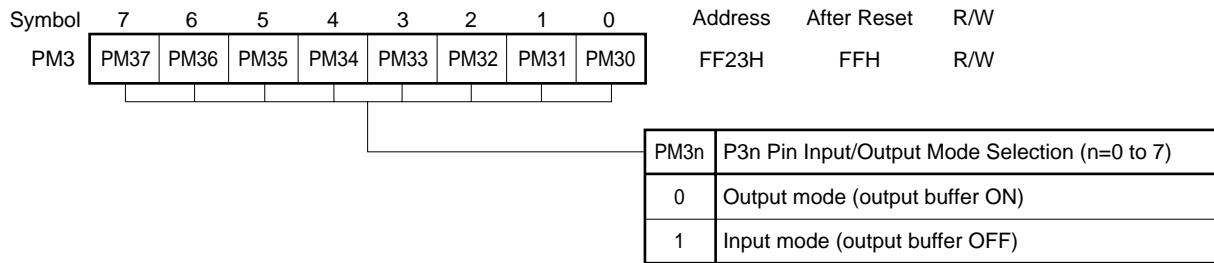 Symbol 7 6 5 4 3 2 1 0 Address After Reset R/W
PM3 PM37 PM36 PM35 PM34 PM33 PM32 PM31 PM30 FF23H FFH R/W
PM3n P3n Pin Input/Output Mode Selection (n=0 to 7)
0 Output mode (output buffer ON)
1 Input mode (output buffer OFF)